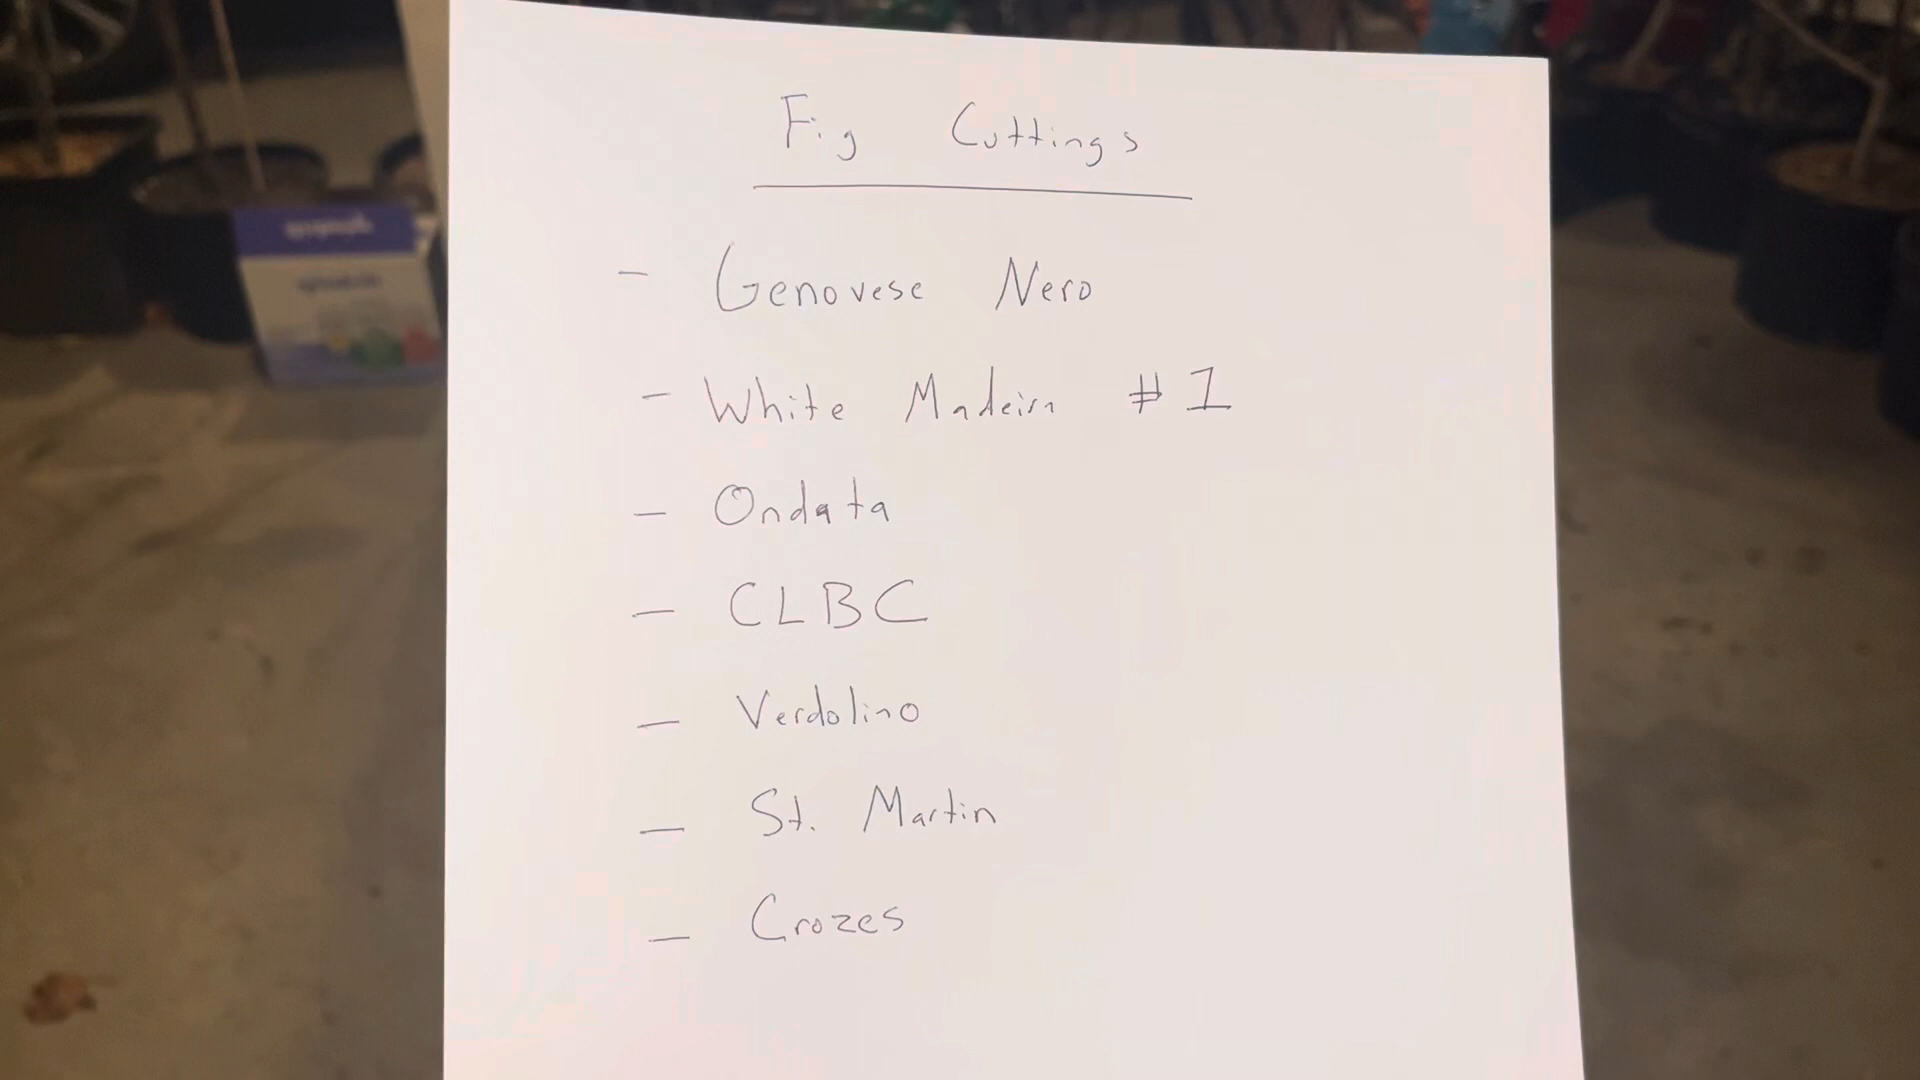 Fig Cuttings
- Genovese Nero
- White Madeira #1
- Ondata
- CLBC
- Verdolino
- St. Martin
- Crozes